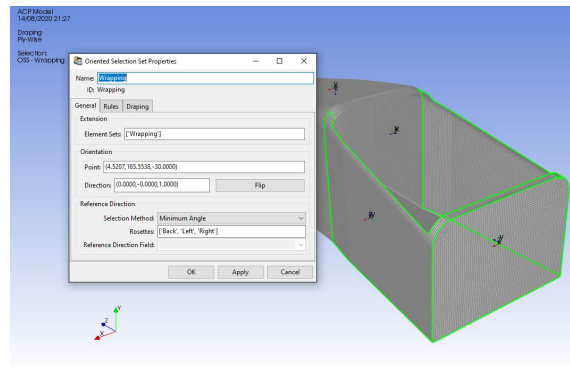 ACP Model
14/08/2020 21:27
Draping
Ply-Wise
Selection:
OSS - Wrapping
Oriented Selection Set Properties
Name: Wrapping
ID: Wrapping
General Rules Draping
Extension
Element Sets: ['Wrapping']
Orientation
Point: (4.5207,165.5538,-30.0000)
Direction: (0.0000,-0.0000,1.0000) Flip
Reference Direction
Selection Method: Minimum Angle
Rosettes: ['Back', 'Left', 'Right']
Reference Direction Field:
OK Apply Cancel
Y
Z
X